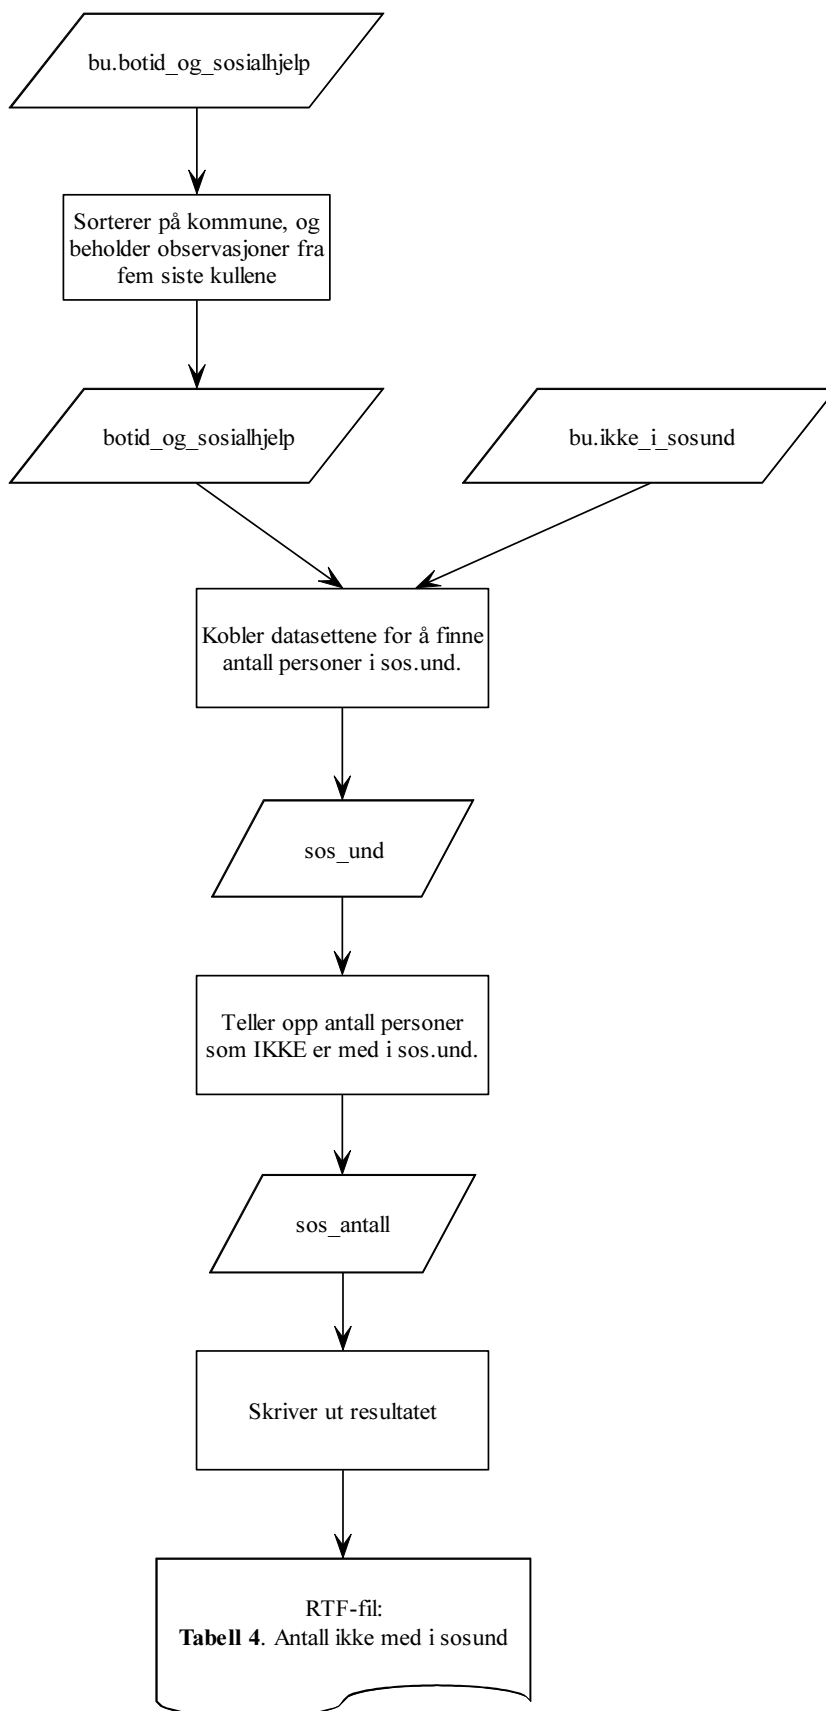 bu.botid_og_sosialhjelp
Sorterer på kommune, og
beholder observasjoner fra
fem siste kullene
botid_og_sosialhjelp
bu.ikke_i_sosund
Kobler datasettene for å finne
antall personer i sos.und.
sos_und
Teller opp antall personer
som IKKE er med i sos.und.
sos_antall
Skriver ut resultatet
RTF-fil:
Tabell 4. Antall ikke med i sosund